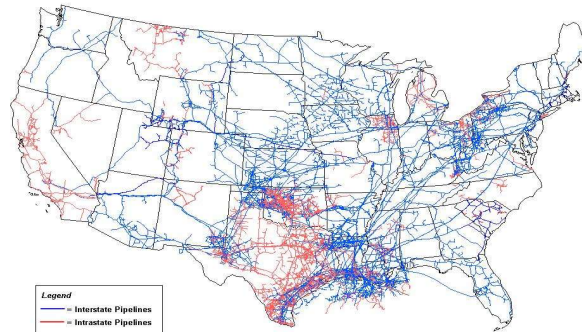 Legend
= Interstate Pipelines
= Intrastate Pipelines